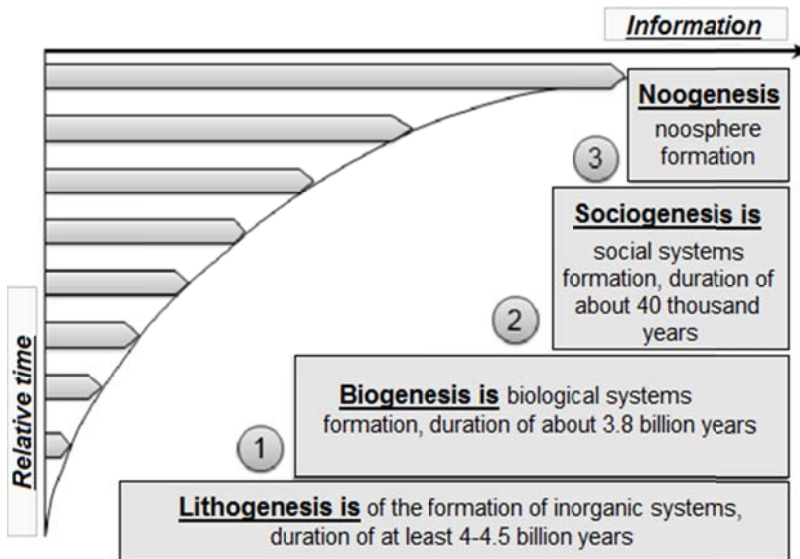 Information
Noogenesis
noosphere
formation
3
Sociogenesis is
social systems
formation, duration of
about 40 thousand
years
2
Relative time
Biogenesis is biological systems
formation, duration of about 3.8 billion years
1
Lithogenesis is of the formation of inorganic systems,
duration of at least 4-4.5 billion years